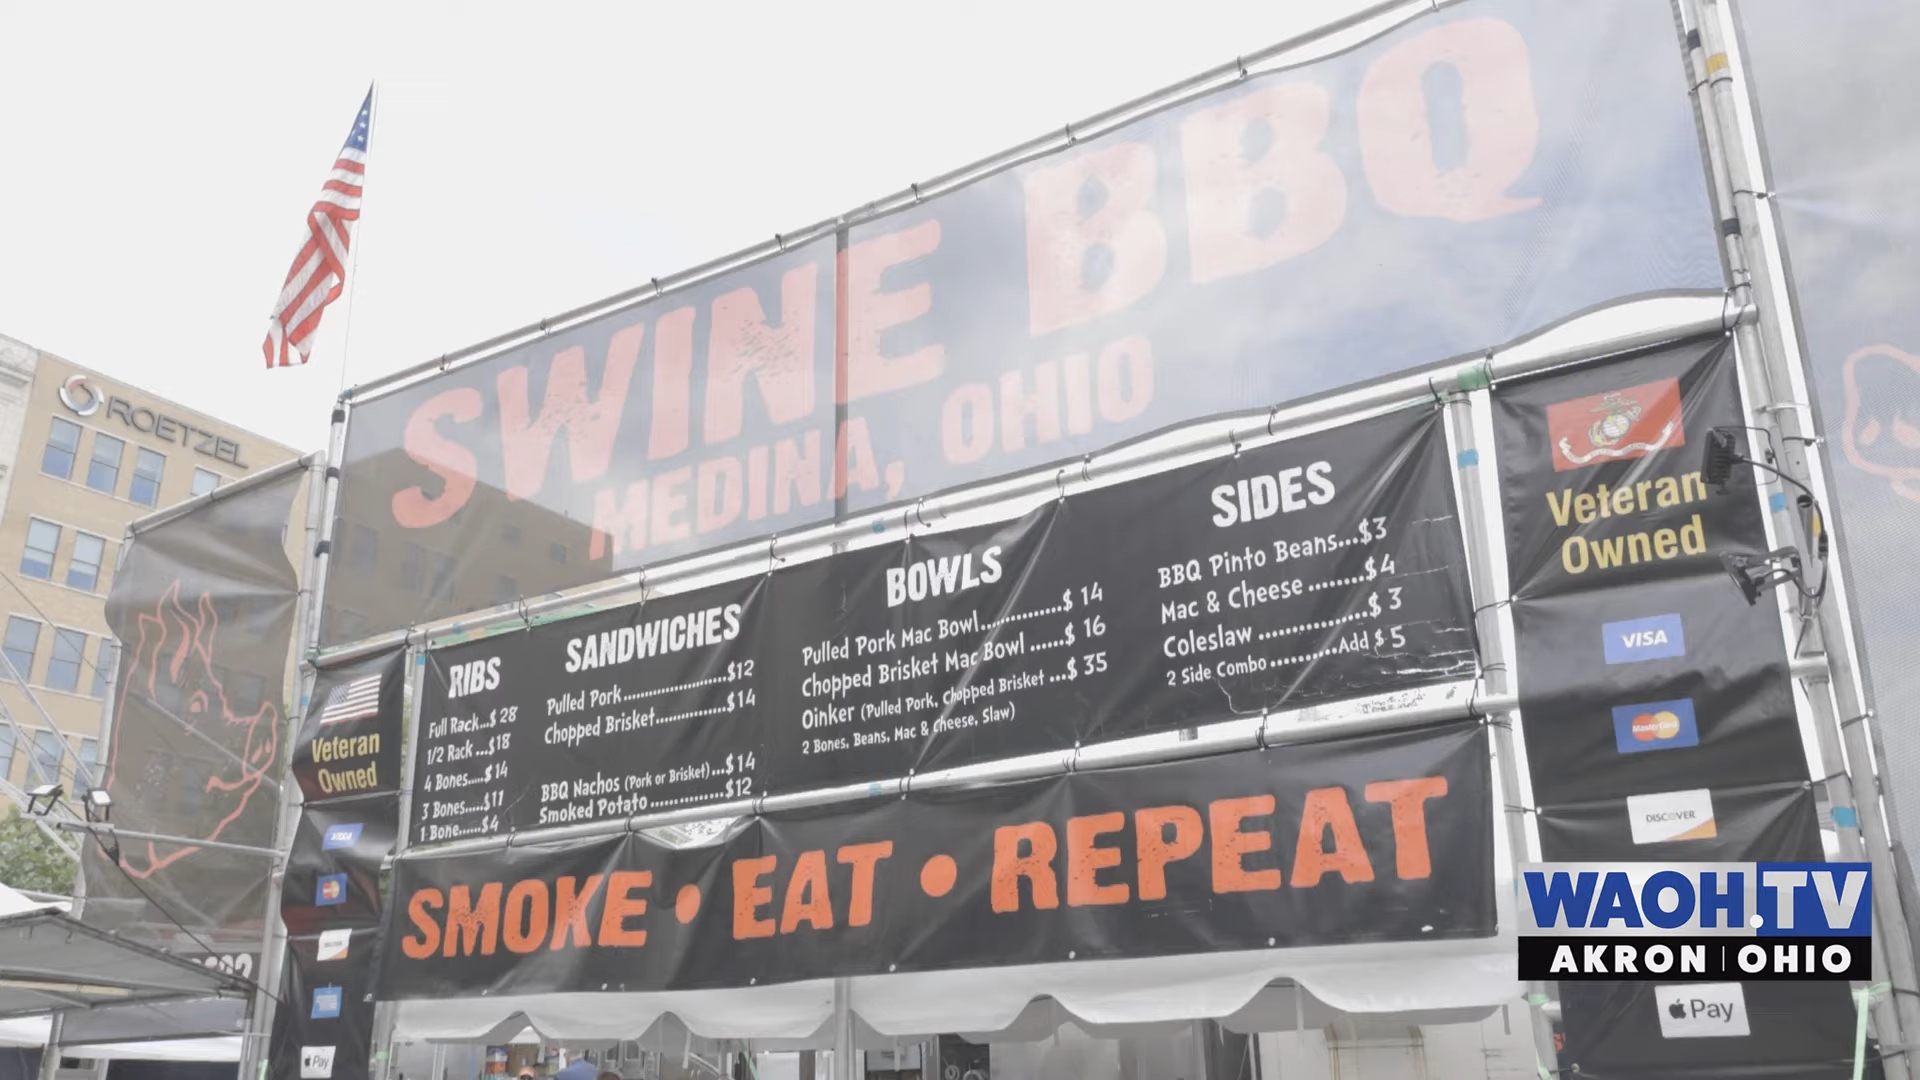 ROETZEL
SWINE BBQ
MEDINA, OHIO
RIBS
Full Rack...$ 28
1/2 Rack ...$18
4 Bones.....$ 14
3 Bones.....$11
1 Bone......$4
SANDWICHES
Pulled Pork......................$12
Chopped Brisket...............$14
BBQ Nachos (Pork or Brisket)...$14
Smoked Potato ...............$12
BOWLS
Pulled Pork Mac Bowl............$ 14
Chopped Brisket Mac Bowl ......$ 16
Oinker (Pulled Pork, Chopped Brisket ...$ 35
2 Bones, Beans, Mac & Cheese, Slaw)
SIDES
BBQ Pinto Beans...$3
Mac & Cheese ........$4
Coleslaw ................$ 3
2 Side Combo ...........Add $ 5
SMOKE • EAT • REPEAT
Veteran
Owned
VISA
Pay
Veteran
Owned
VISA
MasterCard
DISCOVER
Pay
WAOH.TV
AKRON | OHIO